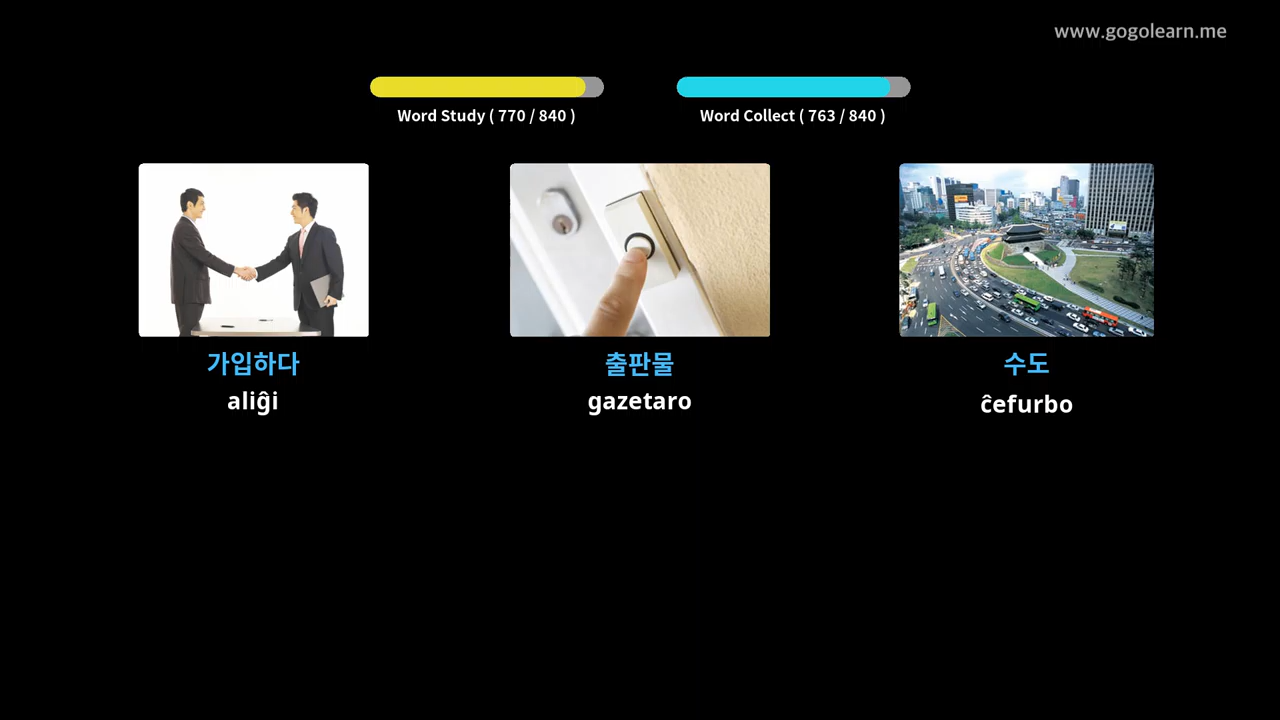 www.gogolearn.me
Word Study ( 770 / 840 )
Word Collect ( 763 / 840 )
가입하다
출판물
수도
aliĝi
gazetaro
ĉefurbo